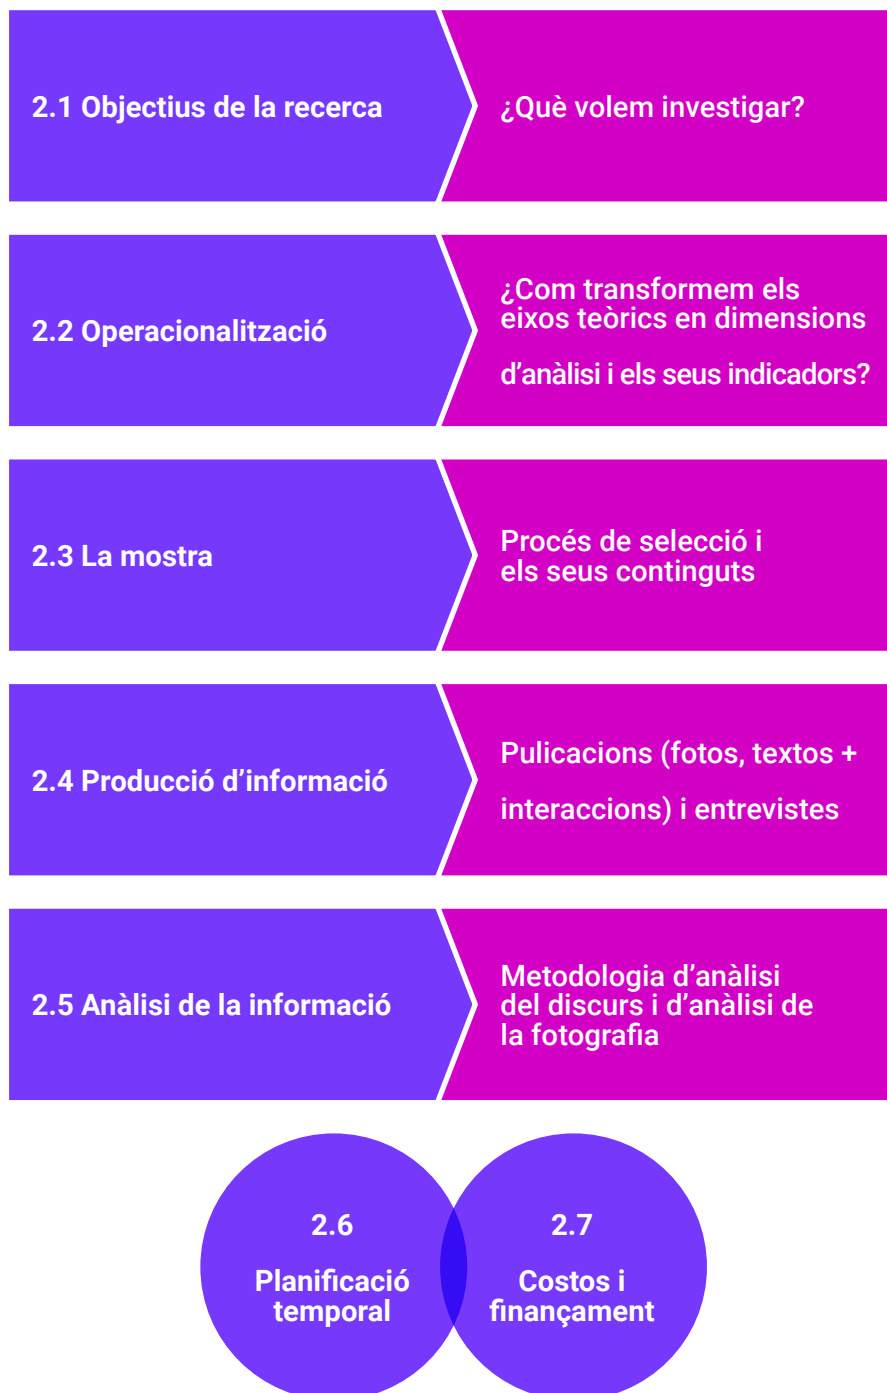 2.1 Objectius de la recerca
¿Què volem investigar?
2.2 Operacionalització
¿Com transformem els
eixos teòrics en dimensions
d’anàlisi i els seus indicadors?
2.3 La mostra
Procés de selecció i
els seus continguts
2.4 Producció d’informació
Pulicacions (fotos, textos +
interaccions) i entrevistes
2.5 Anàlisi de la informació
Metodologia d’anàlisi
del discurs i d’anàlisi de
la fotografia
2.6
Planificació
temporal
2.7
Costos i
finançament